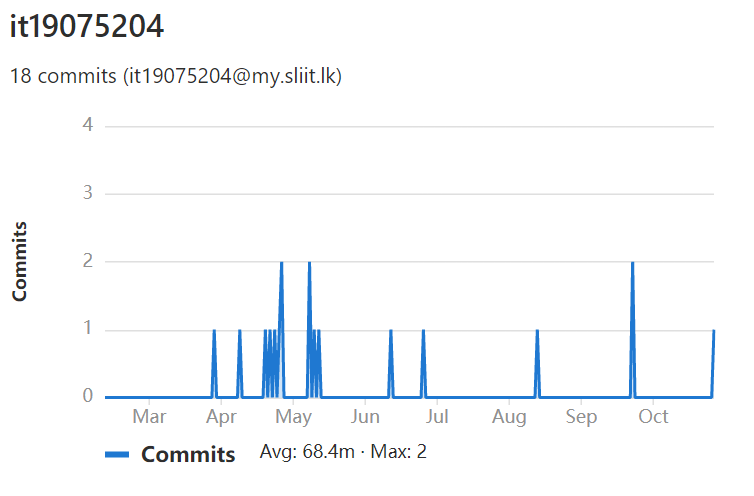 it19075204
18 commits (it19075204@my.sliit.lk)
4
3
2
1
0
Commits
Mar Apr May Jun Jul Aug Sep Oct
Commits Avg: 68.4m · Max: 2